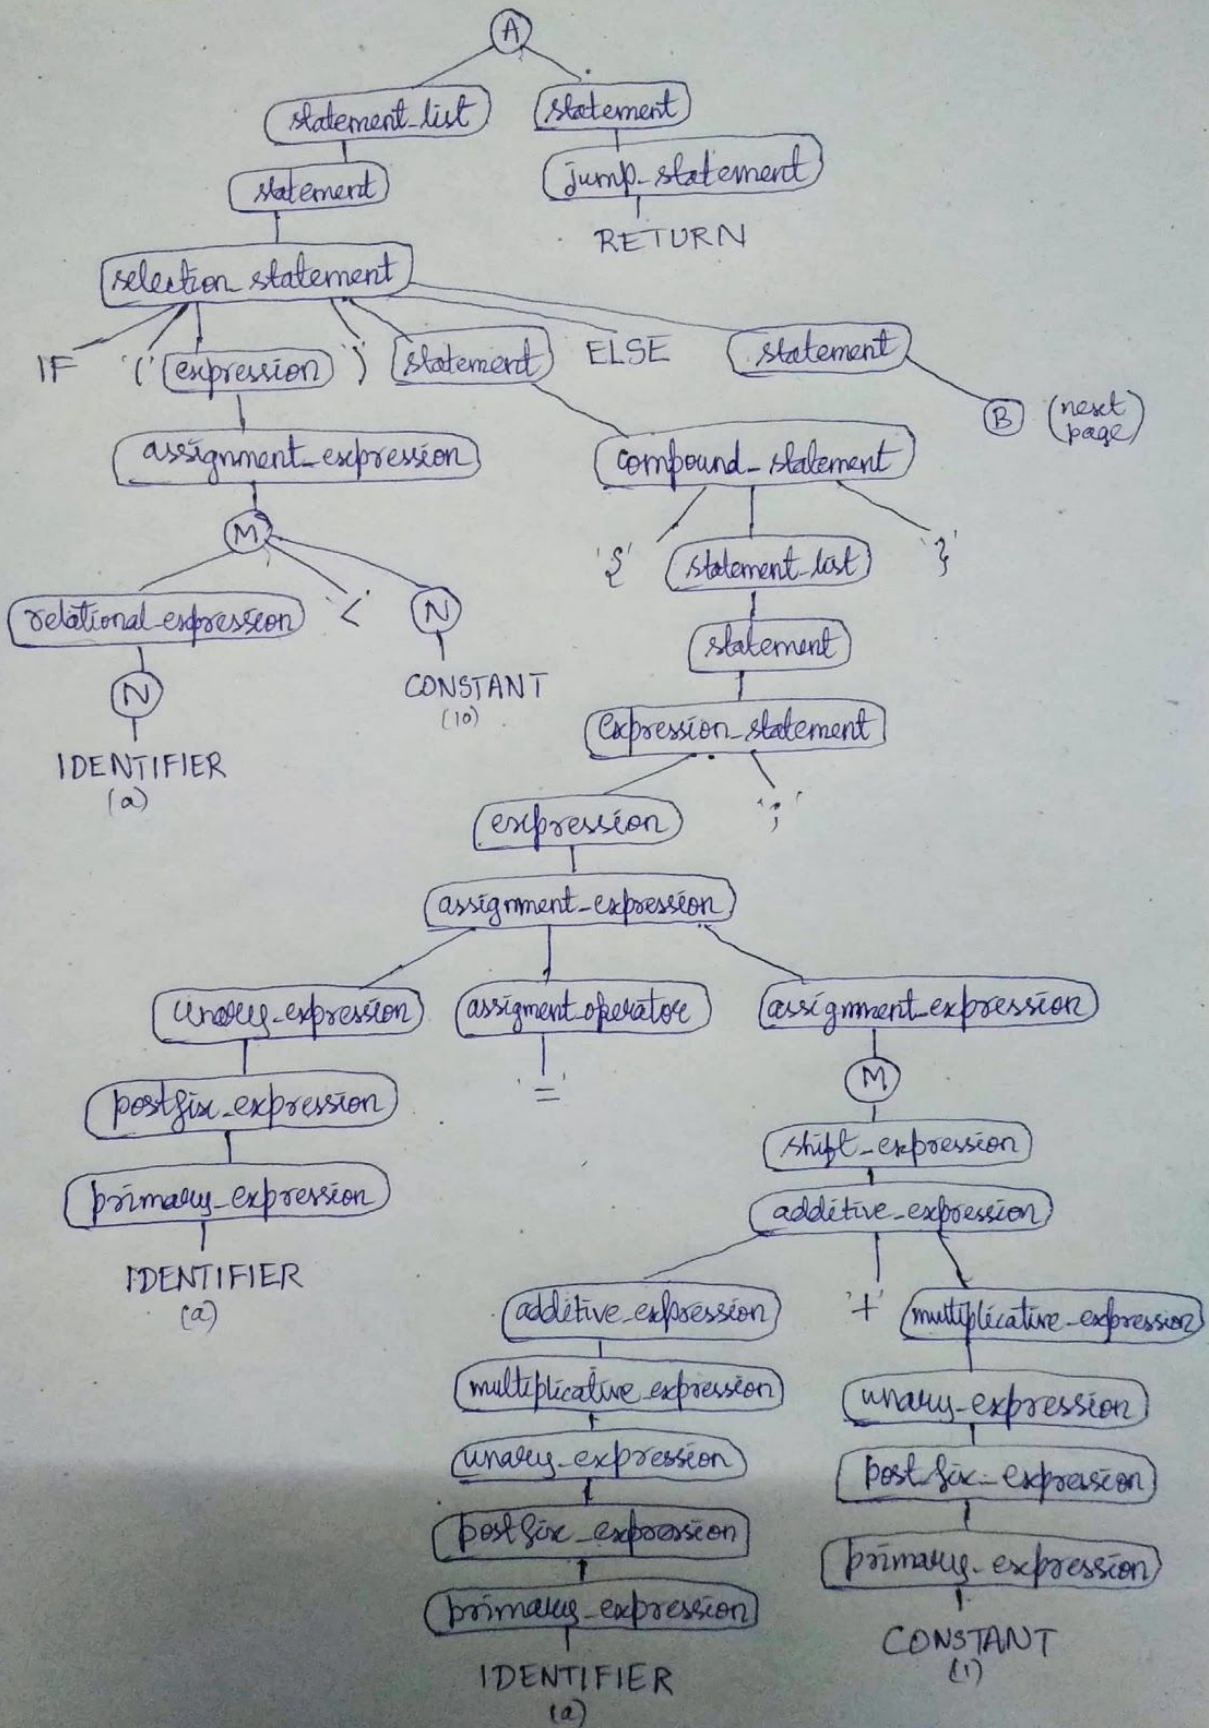 A
statement_list statement
statement jump_statement
RETURN
selection_statement
IF '(' expression ')' statement ELSE statement
B (next page)
assignment_expression compound_statement
M
'{' statement_list '}'
relational_expression '<' N
statement
N CONSTANT
(10)
expression_statement
IDENTIFIER
(a)
expression ';'
assignment_expression
unary_expression assigment_operator assignment_expression
'='
M
postfix_expression
shift_expression
primary_expression
additive_expression
IDENTIFIER
(a)
additive_expression '+' multiplicative_expression
multiplicative_expression unary_expression
unary_expression postfix_expression
postfix_expression
primary_expression
primary_expression
CONSTANT
(1)
IDENTIFIER
(a)